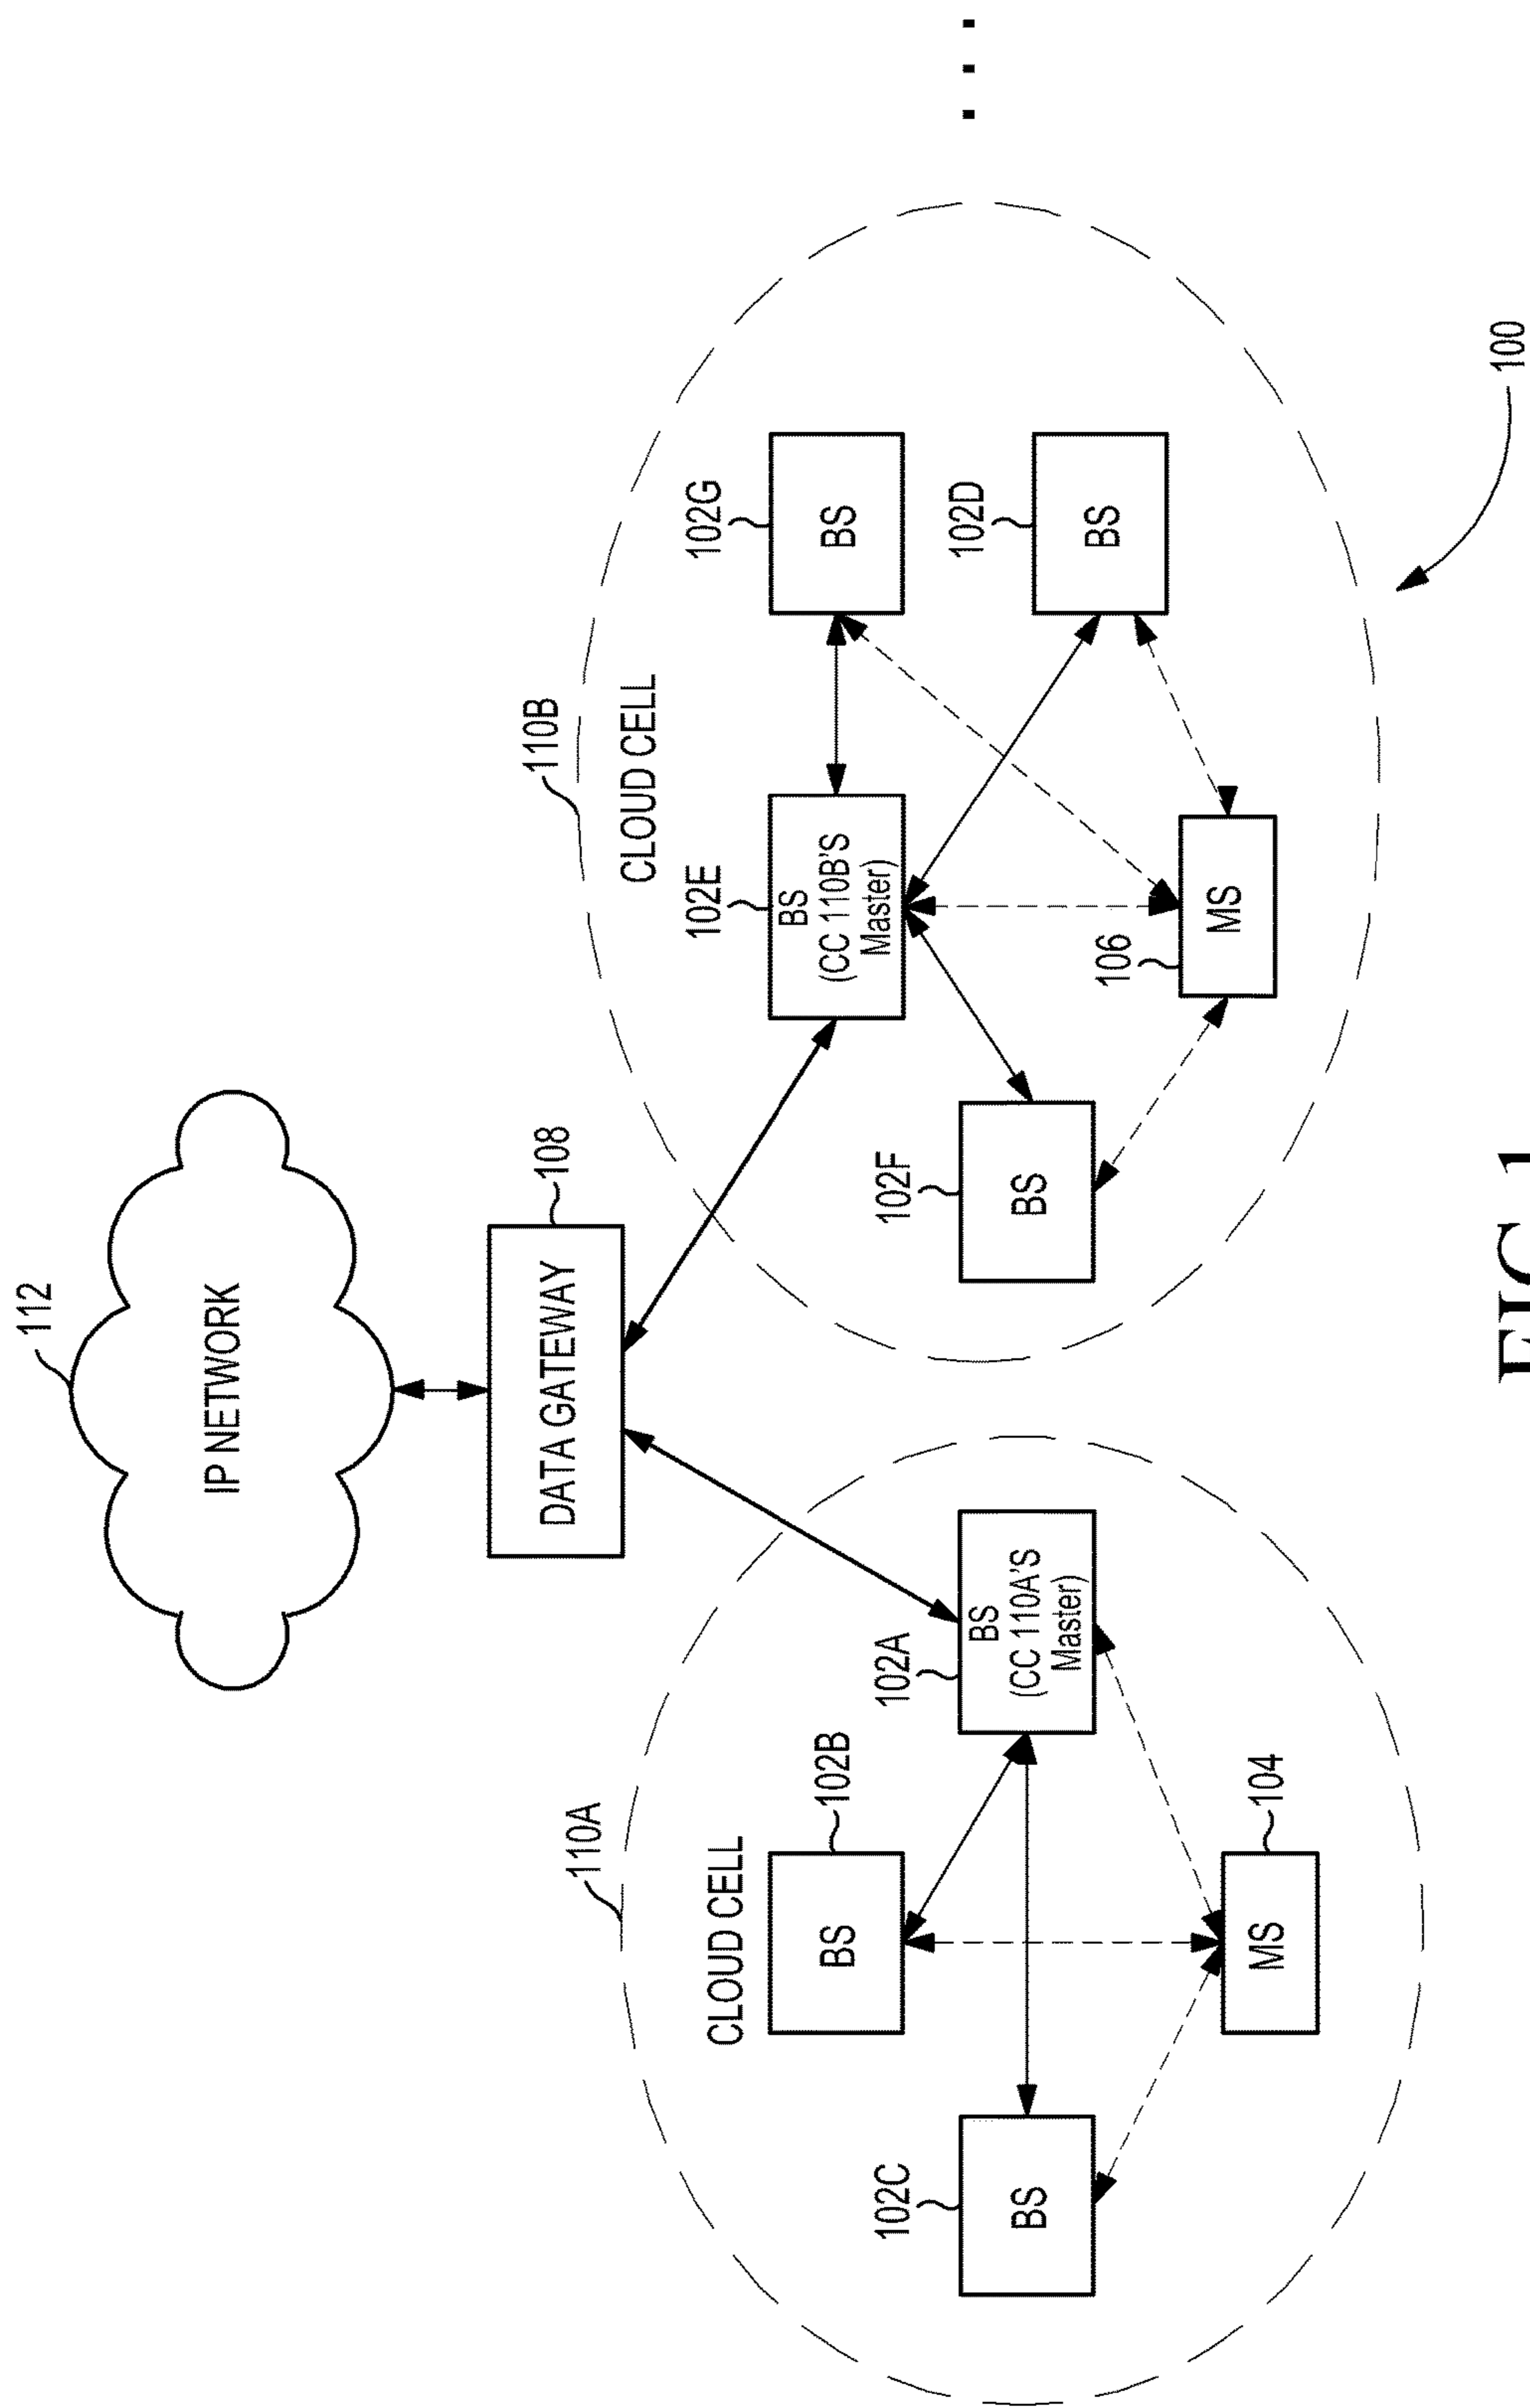 112
IP NETWORK
108
DATA GATEWAY
110A
CLOUD CELL
102B
BS
102A
BS
(CC 110A'S
Master)
102C
BS
104
MS
110B
CLOUD CELL
102E
BS
(CC 110B'S
Master)
102G
BS
102F
BS
102D
BS
106
MS
100
. . .